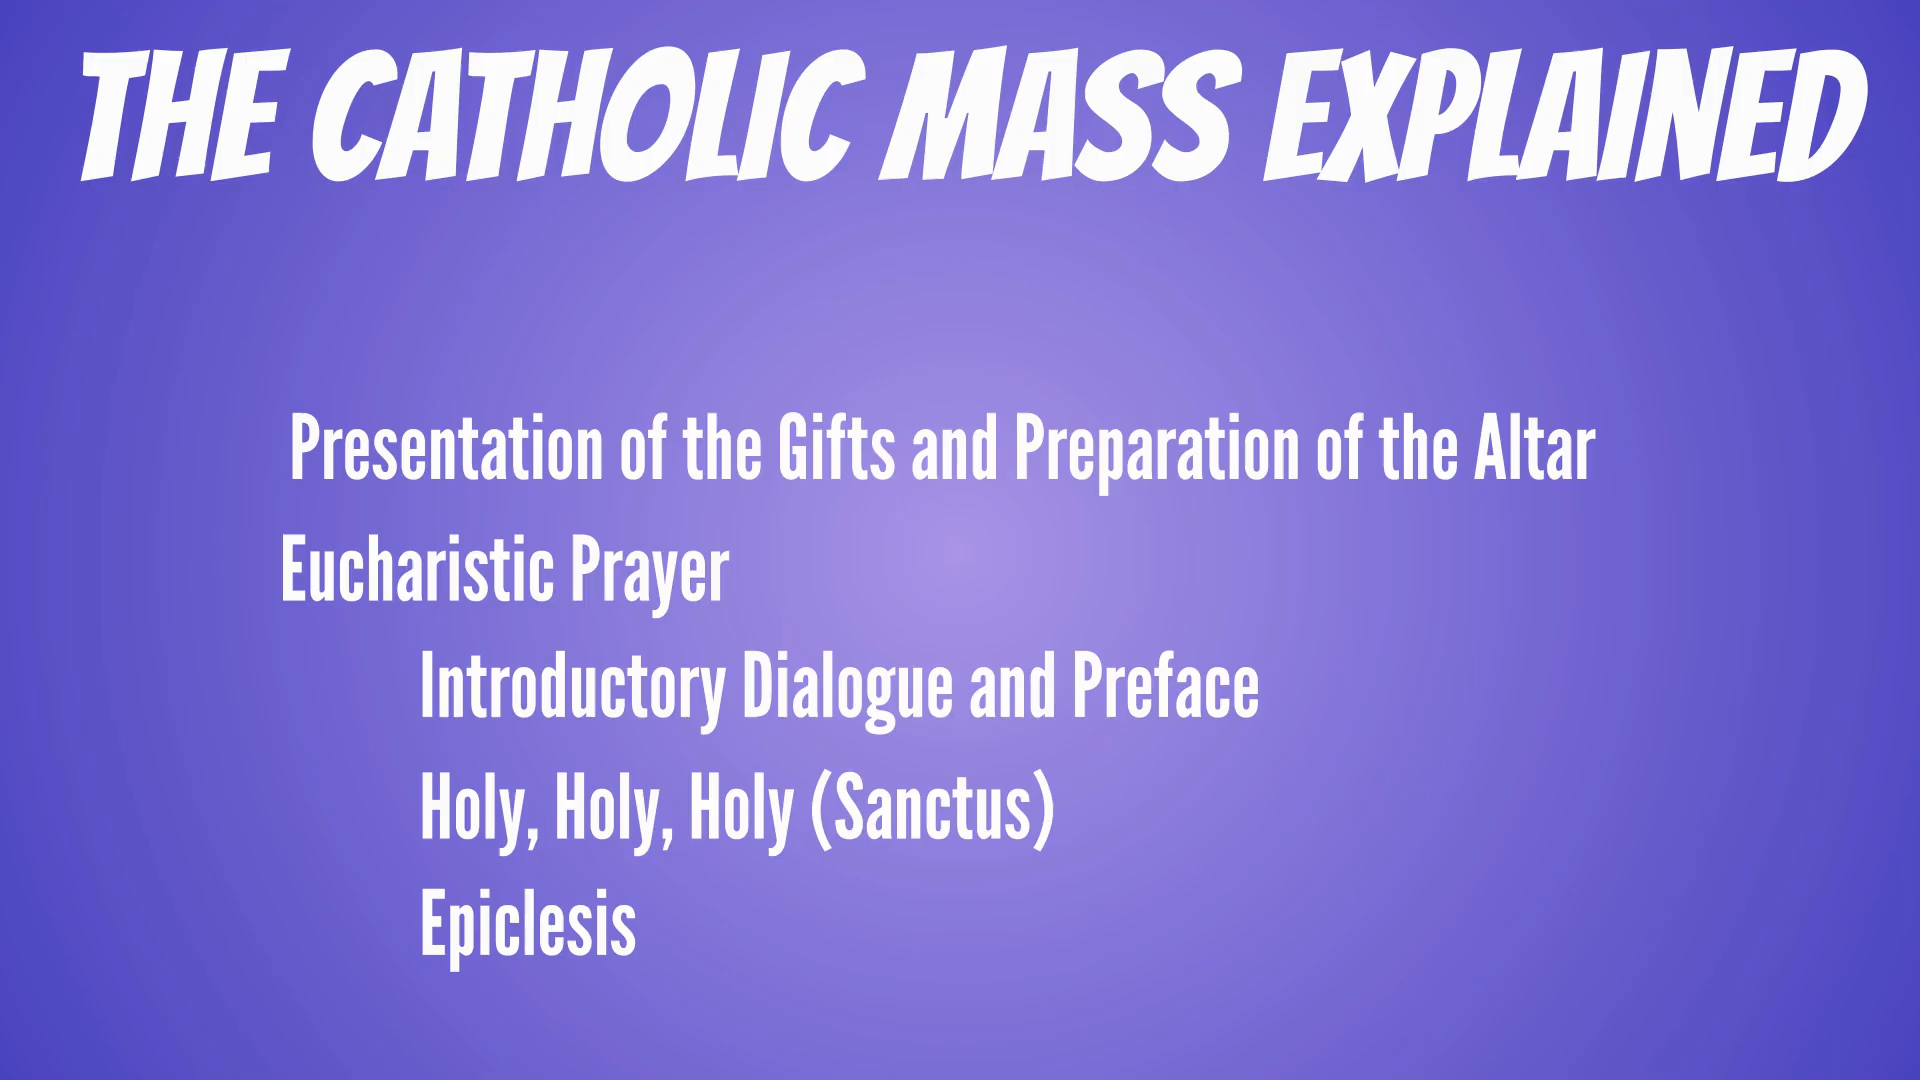 THE CATHOLIC MASS EXPLAINED
Presentation of the Gifts and Preparation of the Altar
Eucharistic Prayer
Introductory Dialogue and Preface
Holy, Holy, Holy (Sanctus)
Epiclesis